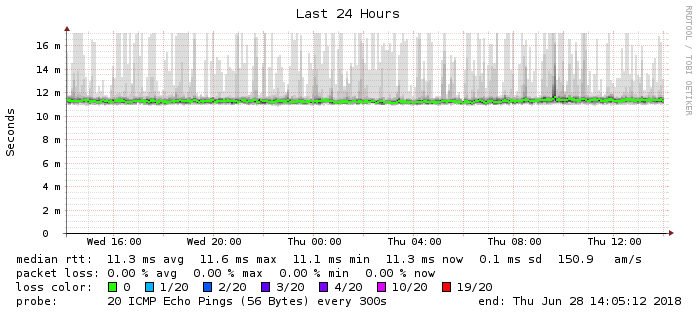 Last 24 Hours
RRDTOOL / TOBI OETIKER
Seconds
16 m
14 m
12 m
10 m
8 m
6 m
4 m
2 m
0
Wed 16:00 Wed 20:00 Thu 00:00 Thu 04:00 Thu 08:00 Thu 12:00
median rtt: 11.3 ms avg 11.6 ms max 11.1 ms min 11.3 ms now 0.1 ms sd 150.9 am/s
packet loss: 0.00 % avg 0.00 % max 0.00 % min 0.00 % now
loss color: 0 1/20 2/20 3/20 4/20 10/20 19/20
probe: 20 ICMP Echo Pings (56 Bytes) every 300s end: Thu Jun 28 14:05:12 2018